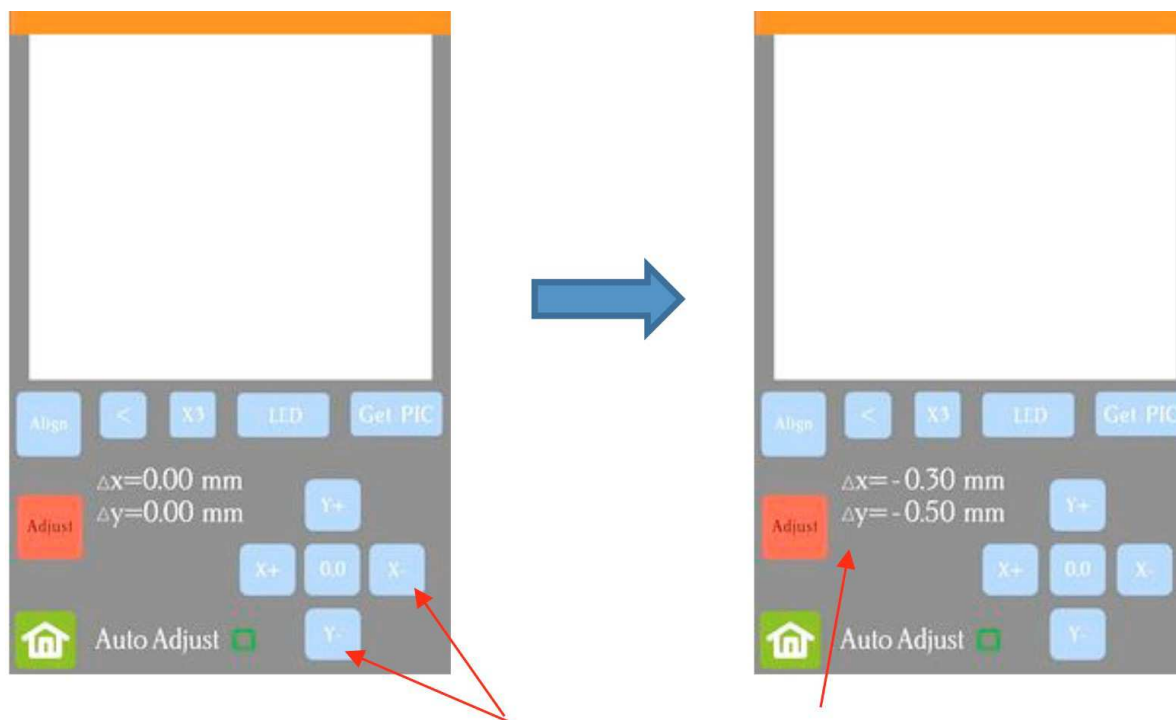 Align < X3 LED Get PIC
△x=0.00 mm
△y=0.00 mm
Y+
Adjust
X+ 0.0 X-
Auto Adjust
Y-
Align < X3 LED Get PIC
△x=-0.30 mm
△y=-0.50 mm
Y+
Adjust
X+ 0.0 X-
Auto Adjust
Y-